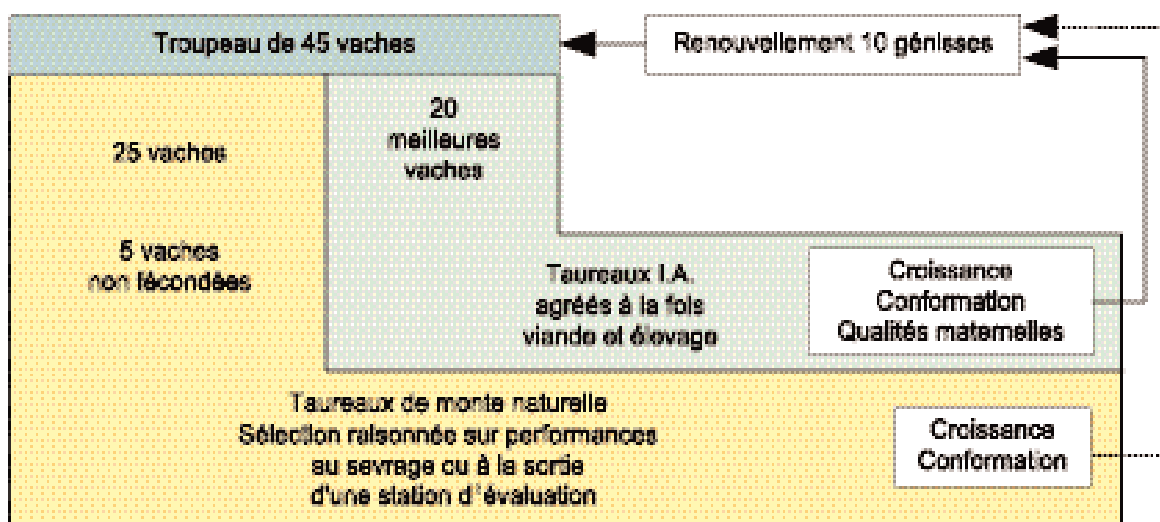 Troupeau de 45 vaches
Renouvellement 10 génisses
25 vaches
20
meilleures
vaches
5 vaches
non fécondées
Taureaux I.A.
agréés à la fois
viande et élevage
Croissance
Conformation
Qualités maternelles
Taureaux de monte naturelle
Sélection raisonnée sur performances
au sevrage ou à la sortie
d'une station d'évaluation
Croissance
Conformation